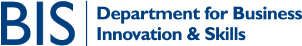 BIS | Department for Business
Innovation & Skills